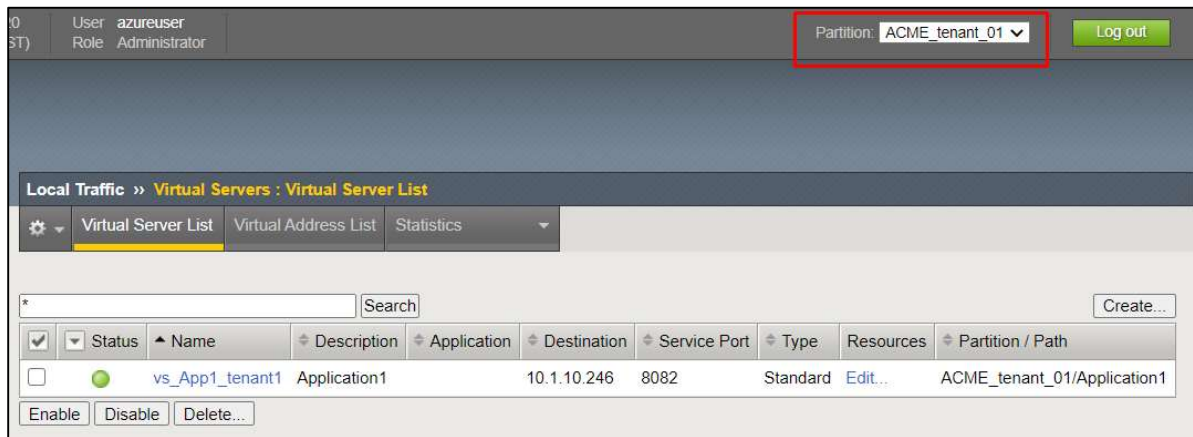 :0 User azureuser
ST) Role Administrator
Partition: ACME_tenant_01 Log out
Local Traffic ›› Virtual Servers : Virtual Server List
Virtual Server List Virtual Address List Statistics
* Search Create...
Status Name Description Application Destination Service Port Type Resources Partition / Path
vs_App1_tenant1 Application1 10.1.10.246 8082 Standard Edit... ACME_tenant_01/Application1
Enable Disable Delete...